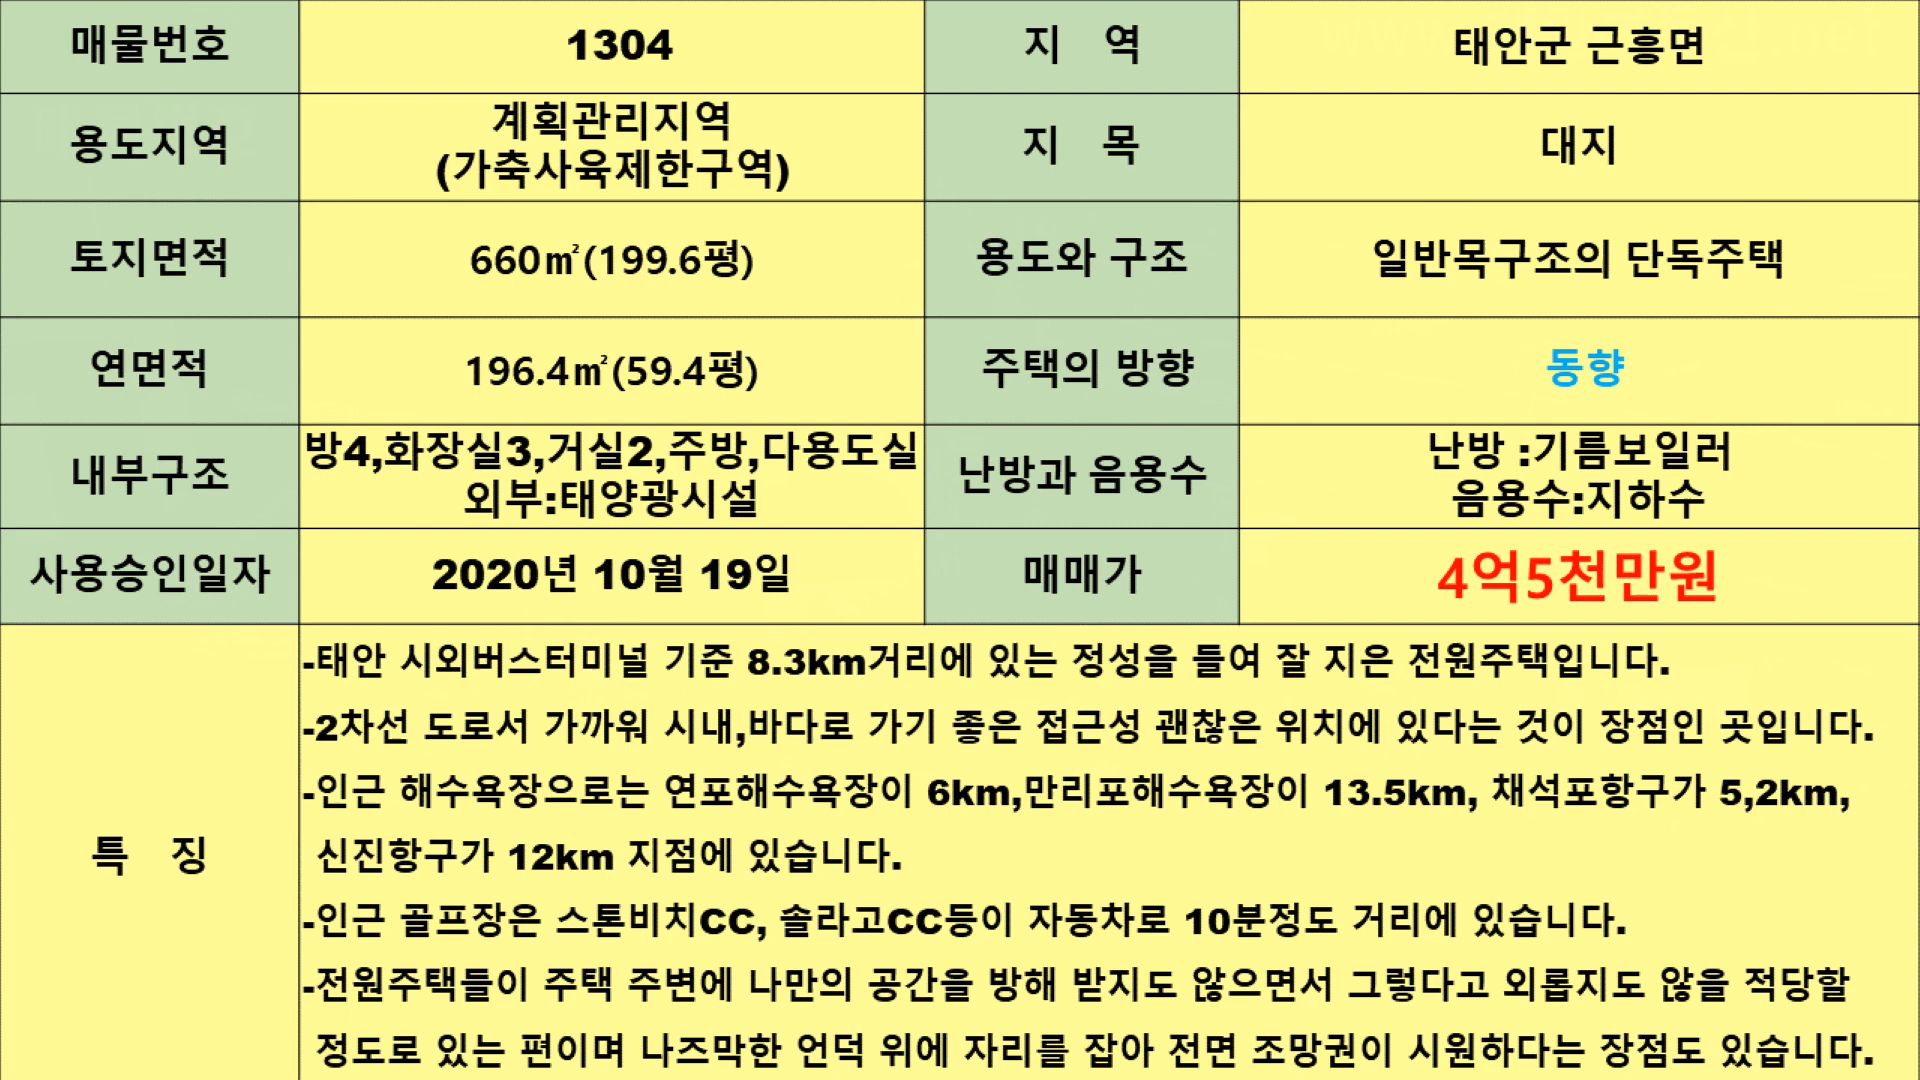 매물번호 1304 지 역 태안군 근흥면
용도지역 계획관리지역 지 목 대지
(가축사육제한구역)
토지면적 660㎡(199.6평) 용도와 구조 일반목구조의 단독주택
연면적 196.4㎡(59.4평) 주택의 방향 동향
내부구조 방4,화장실3,거실2,주방,다용도실 난방과 음용수 난방 :기름보일러
외부:태양광시설 음용수:지하수
사용승인일자 2020년 10월 19일 매매가 4억5천만원
특 징
-태안 시외버스터미널 기준 8.3km거리에 있는 정성을 들여 잘 지은 전원주택입니다.
-2차선 도로서 가까워 시내,바다로 가기 좋은 접근성 괜찮은 위치에 있다는 것이 장점인 곳입니다.
-인근 해수욕장으로는 연포해수욕장이 6km,만리포해수욕장이 13.5km, 채석포항구가 5,2km,
신진항구가 12km 지점에 있습니다.
-인근 골프장은 스톤비치CC, 솔라고CC등이 자동차로 10분정도 거리에 있습니다.
-전원주택들이 주택 주변에 나만의 공간을 방해 받지도 않으면서 그렇다고 외롭지도 않을 적당할
정도로 있는 편이며 나즈막한 언덕 위에 자리를 잡아 전면 조망권이 시원하다는 장점도 있습니다.